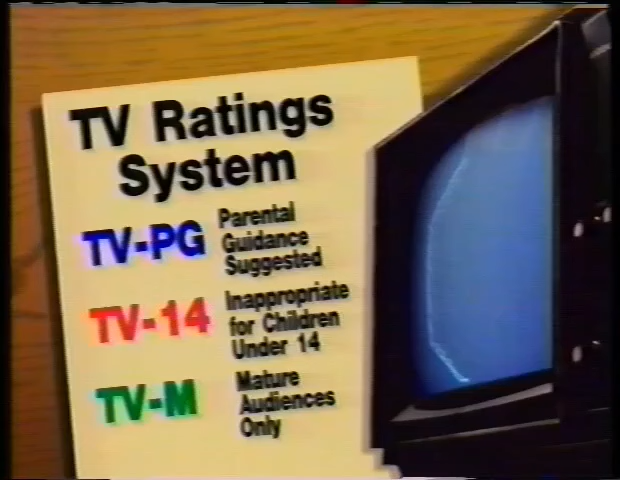 TV Ratings
System
TV-PG Parental
Guidance
Suggested
TV-14 Inappropriate
for Children
Under 14
TV-M Mature
Audiences
Only